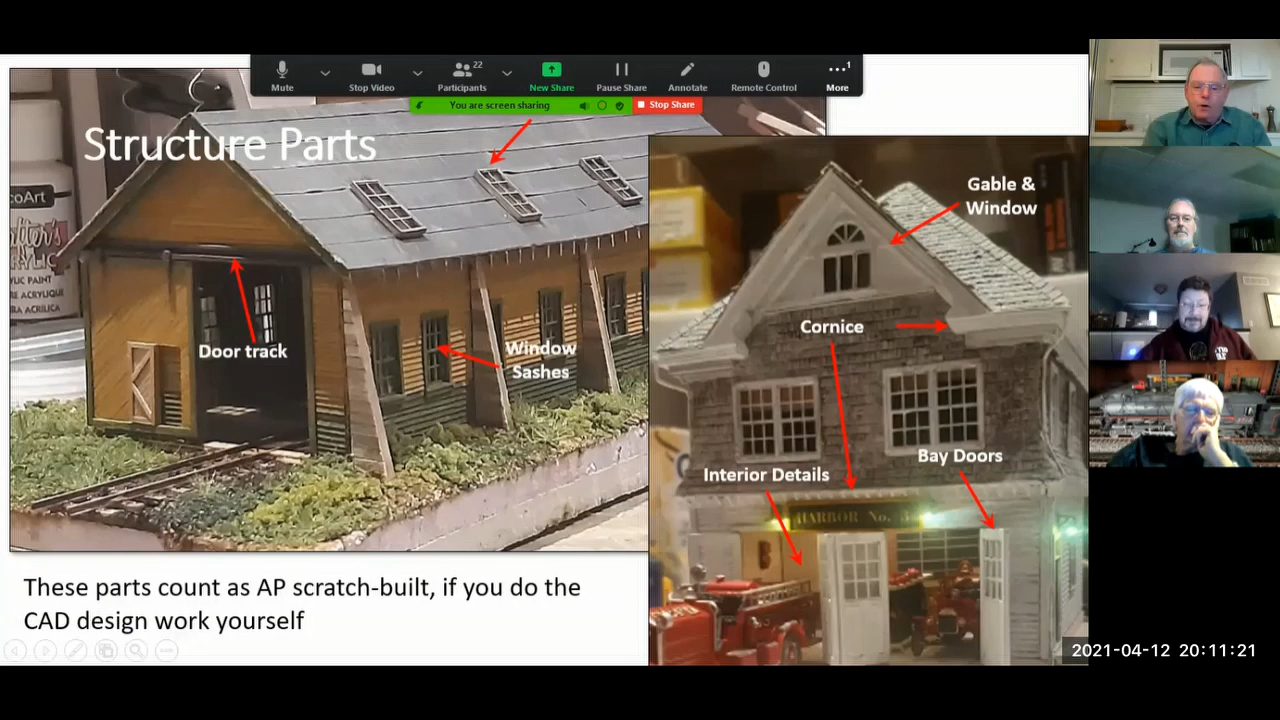 22
1
Mute
Stop Video
Participants
New Share
Pause Share
Annotate
Remote Control
More
You are screen sharing
Stop Share
Structure Parts
Gable &
Window
Cornice
Door track
Window
Sashes
Interior Details
Bay Doors
HARBOR No. 3
These parts count as AP scratch-built, if you do the
CAD design work yourself
2021-04-12 20:11:21